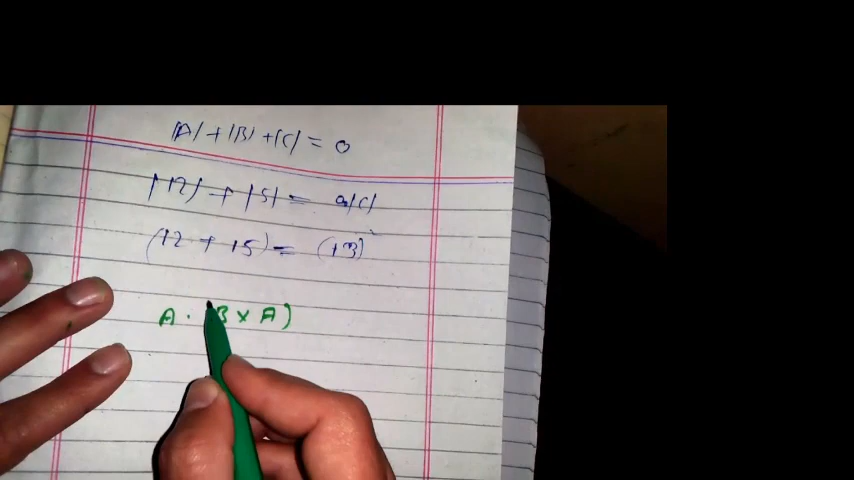 |A| + |B| + |C| = 0
|12| + |5| =
(12 + 15) = (13)
A · (B × A)